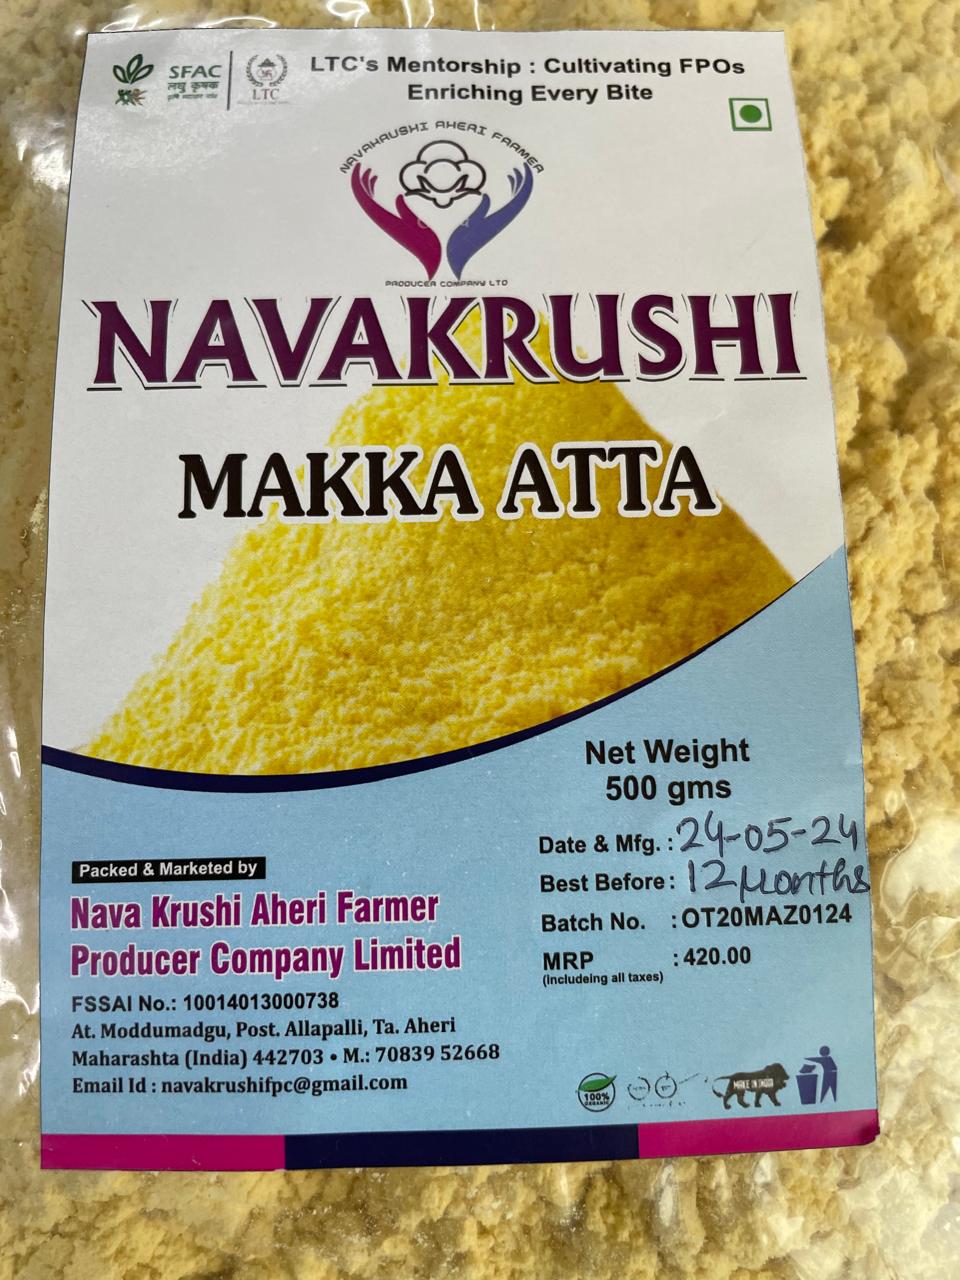 SFAC
लघु कृषक
LTC
LTC's Mentorship : Cultivating FPOs
Enriching Every Bite
NAVAKRUSHI AHERI FARMER
PRODUCER COMPANY LTD
NAVAKRUSHI
MAKKA ATTA
Net Weight
500 gms
Date & Mfg. : 24-05-24
Best Before : 12 Months
Batch No. : OT20MAZ0124
MRP : 420.00
(includeing all taxes)
Packed & Marketed by
Nava Krushi Aheri Farmer
Producer Company Limited
FSSAI No.: 10014013000738
At. Moddumadgu, Post. Allapalli, Ta. Aheri
Maharashta (India) 442703 • M.: 70839 52668
Email Id : navakrushifpc@gmail.com
100%
ORGANIC
MAKE IN INDIA